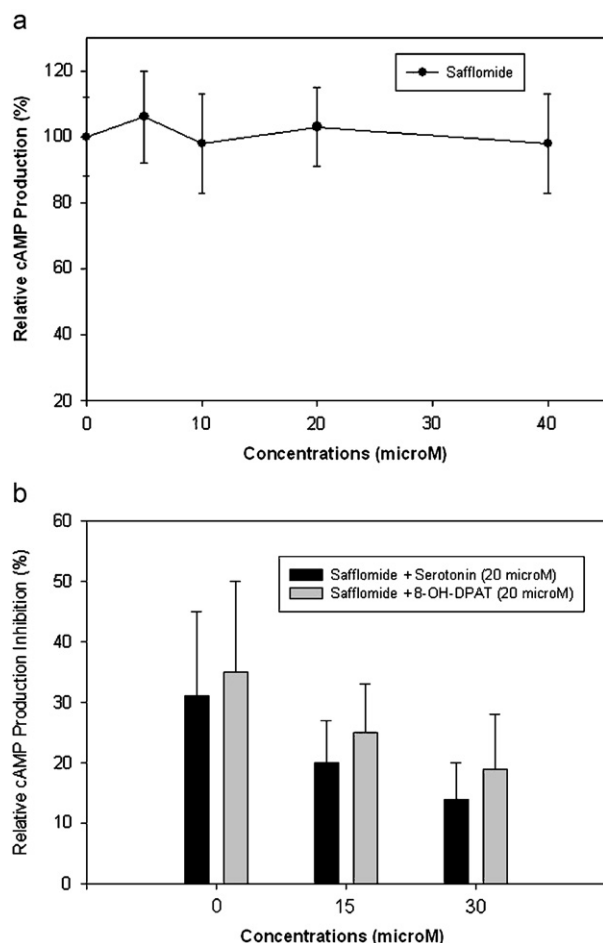 a
Relative cAMP Production (%)
120
100
80
60
40
20
Safflomide
0 10 20 30 40
Concentrations (microM)
b
Relative cAMP Production Inhibition (%)
60
50
40
30
20
10
0
Safflomide + Serotonin (20 microM)
Safflomide + 8-OH-DPAT (20 microM)
0 15 30
Concentrations (microM)